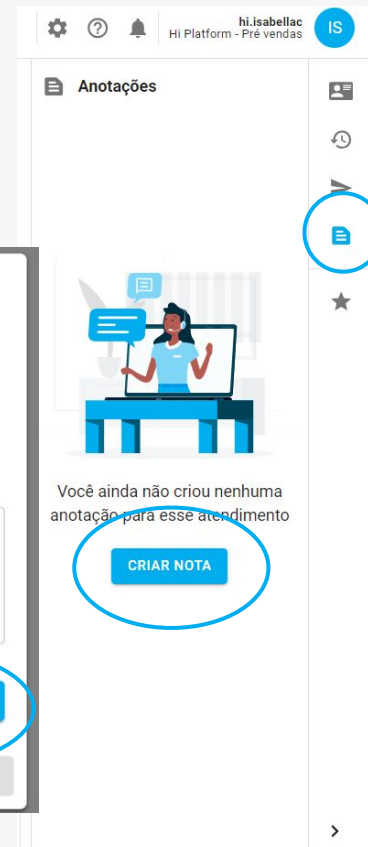 hi.isabellac
Hi Platform - Pré vendas
IS
Anotações
Você ainda não criou nenhuma
anotação para esse atendimento
CRIAR NOTA